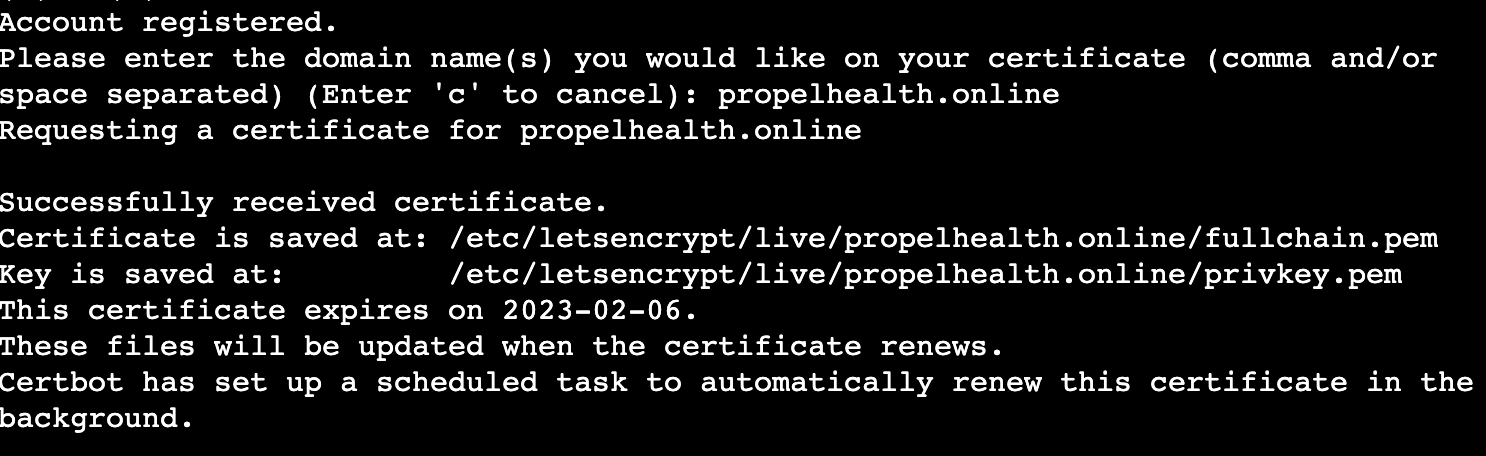 Account registered.
Please enter the domain name(s) you would like on your certificate (comma and/or
space separated) (Enter 'c' to cancel): propelhealth.online
Requesting a certificate for propelhealth.online
Successfully received certificate.
Certificate is saved at: /etc/letsencrypt/live/propelhealth.online/fullchain.pem
Key is saved at:         /etc/letsencrypt/live/propelhealth.online/privkey.pem
This certificate expires on 2023-02-06.
These files will be updated when the certificate renews.
Certbot has set up a scheduled task to automatically renew this certificate in the
background.